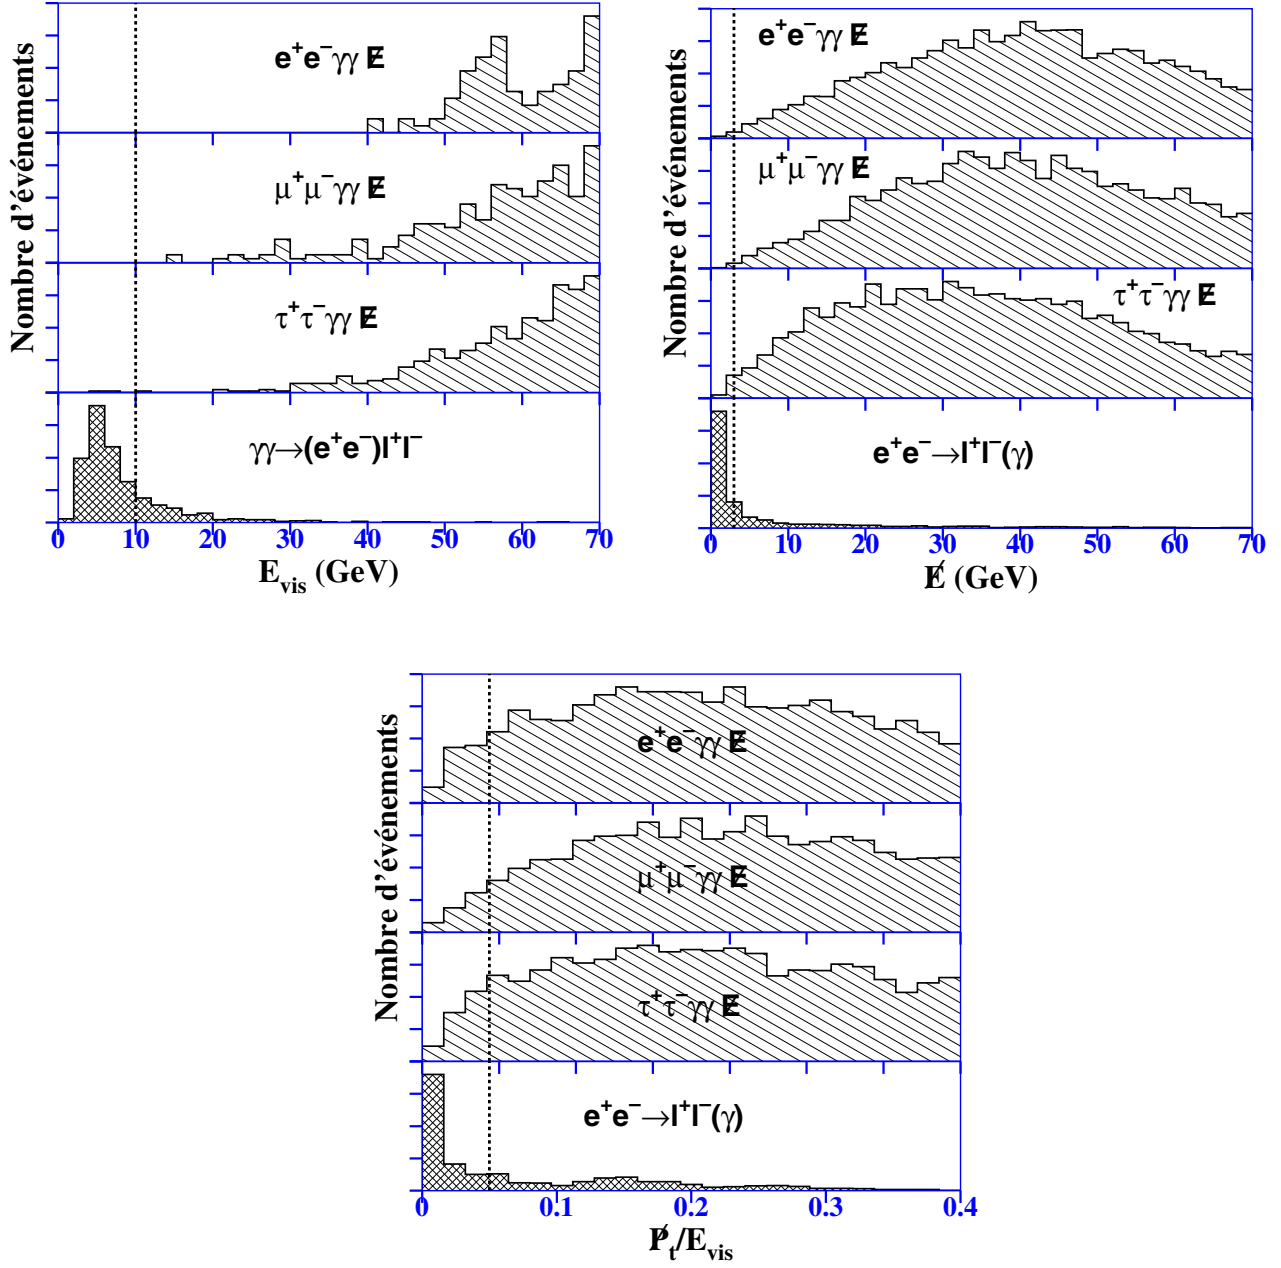 Nombre d'événements
e⁺e⁻γγ E̸
μ⁺μ⁻γγ E̸
τ⁺τ⁻γγ E̸
γγ→(e⁺e⁻)l⁺l⁻
0 10 20 30 40 50 60 70
E_vis (GeV)
Nombre d'événements
e⁺e⁻γγ E̸
μ⁺μ⁻γγ E̸
τ⁺τ⁻γγ E̸
e⁺e⁻→l⁺l⁻(γ)
0 10 20 30 40 50 60 70
E̸ (GeV)
Nombre d'événements
e⁺e⁻γγ E̸
μ⁺μ⁻γγ E̸
τ⁺τ⁻γγ E̸
e⁺e⁻→l⁺l⁻(γ)
0 0.1 0.2 0.3 0.4
P̸_t/E_vis